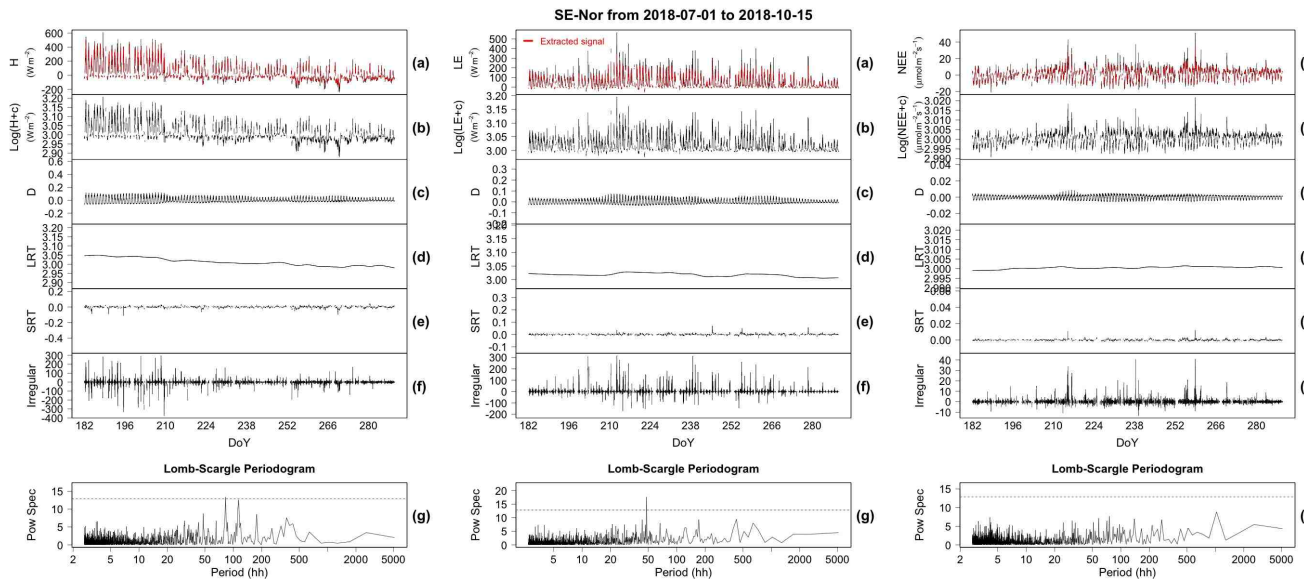 SE-Nor from 2018-07-01 to 2018-10-15
H
(W m⁻²)
600
400
200
0
-200
(a)
Log(H+c)
(W m⁻²)
3.20
3.15
3.10
3.05
3.00
2.95
2.90
(b)
D
0.6
0.4
0.2
0.0
-0.2
(c)
LRT
3.20
3.15
3.10
3.05
3.00
2.95
2.90
(d)
SRT
0.2
0.0
-0.2
-0.4
(e)
Irregular
300
200
100
0
-100
-200
-300
-400
(f)
182 196 210 224 238 252 266 280
DoY
Lomb-Scargle Periodogram
Pow Spec
15
10
5
0
(g)
2 5 10 20 50 100 200 500 2000 5000
Period (hh)
LE
(W m⁻²)
500
400
300
200
100
0
Extracted signal
(a)
Log(LE+c)
(W m⁻²)
3.20
3.15
3.10
3.05
3.00
(b)
D
0.3
0.2
0.1
0.0
-0.1
-0.2
(c)
LRT
3.20
3.15
3.10
3.05
3.00
(d)
SRT
0.3
0.2
0.1
0.0
-0.1
(e)
Irregular
300
200
100
0
-100
-200
(f)
182 196 210 224 238 252 266 280
DoY
Lomb-Scargle Periodogram
Pow Spec
20
15
10
5
0
(g)
2 5 10 20 50 100 200 500 2000 5000
Period (hh)
NEE
(μmolm⁻²s⁻¹)
40
20
0
-20
(
Log(NEE+c)
(μmolm⁻²s⁻¹)
3.020
3.015
3.010
3.005
3.000
2.995
2.990
(
D
0.04
0.02
0.00
-0.02
(
LRT
3.020
3.015
3.010
3.005
3.000
2.995
2.990
(
SRT
0.06
0.04
0.02
0.00
(
Irregular
40
30
20
10
0
-10
(
182 196 210 224 238 252 266 280
DoY
Lomb-Scargle Periodogram
Pow Spec
15
10
5
0
(
2 5 10 20 50 100 200 500 2000 5000
Period (hh)